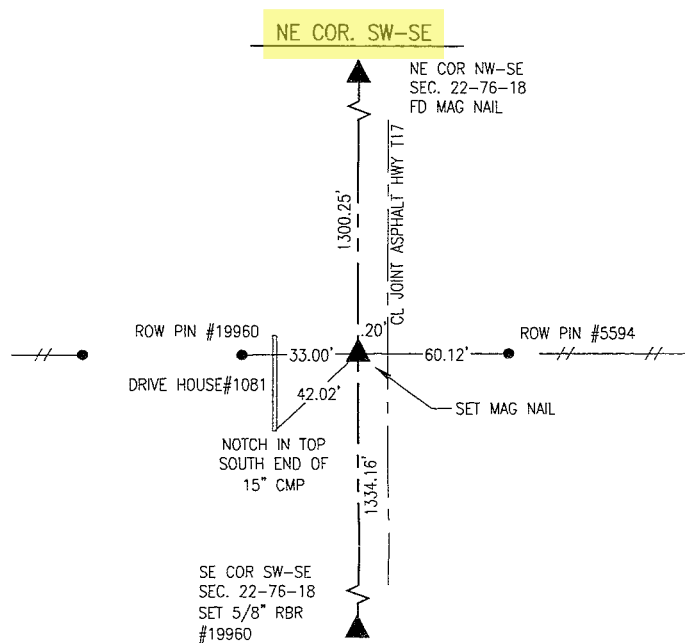 NE COR. SW-SE
NE COR NW-SE
SEC. 22-76-18
FD MAG NAIL
1300.25'
CL JOINT ASPHALT HWY T17
ROW PIN #19960
.20'
ROW PIN #5594
33.00'
60.12'
DRIVE HOUSE#1081
42.02'
SET MAG NAIL
NOTCH IN TOP
SOUTH END OF
15" CMP
1334.16'
SE COR SW-SE
SEC. 22-76-18
SET 5/8" RBR
#19960